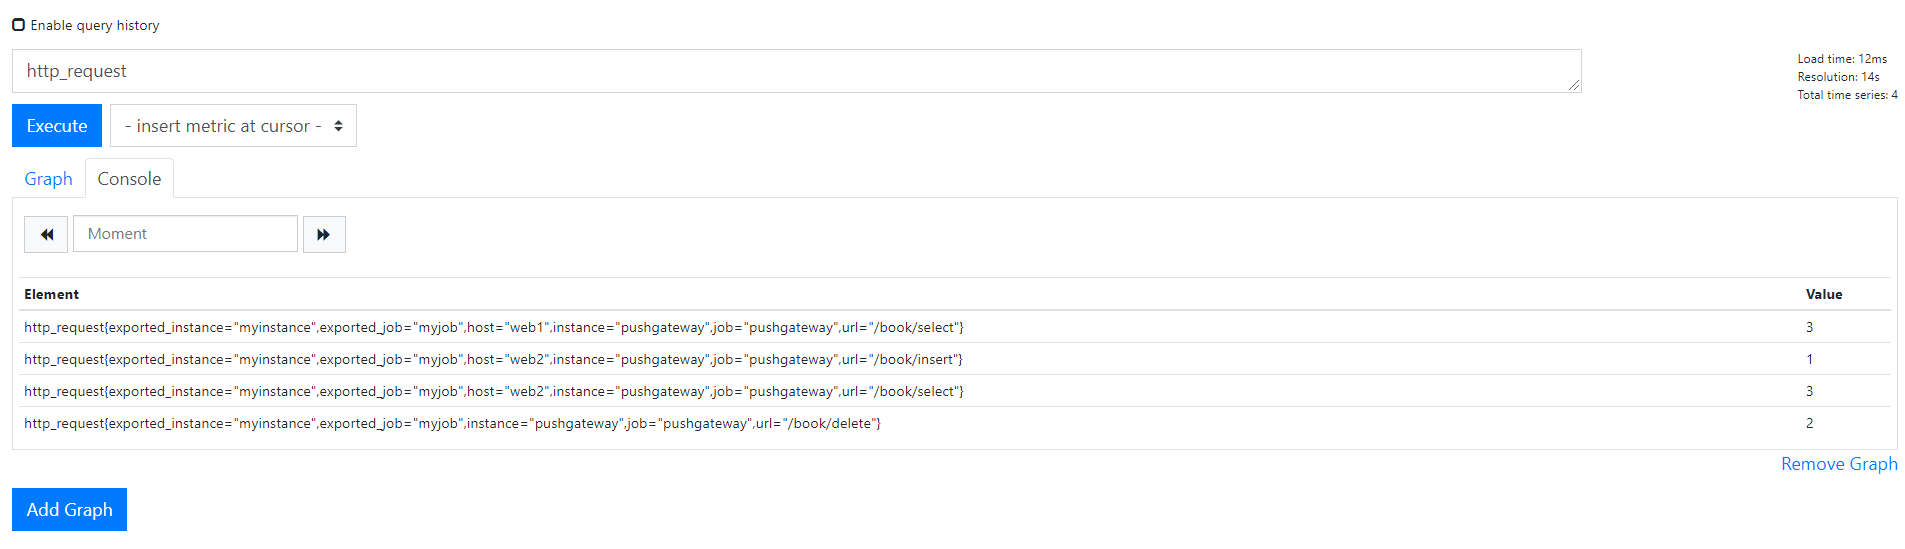 Enable query history
http_request
Load time: 12ms
Resolution: 14s
Total time series: 4
Execute
- insert metric at cursor -
Graph
Console
Moment
Element Value
http_request{exported_instance="myinstance",exported_job="myjob",host="web1",instance="pushgateway",job="pushgateway",url="/book/select"} 3
http_request{exported_instance="myinstance",exported_job="myjob",host="web2",instance="pushgateway",job="pushgateway",url="/book/insert"} 1
http_request{exported_instance="myinstance",exported_job="myjob",host="web2",instance="pushgateway",job="pushgateway",url="/book/select"} 3
http_request{exported_instance="myinstance",exported_job="myjob",instance="pushgateway",job="pushgateway",url="/book/delete"} 2
Remove Graph
Add Graph